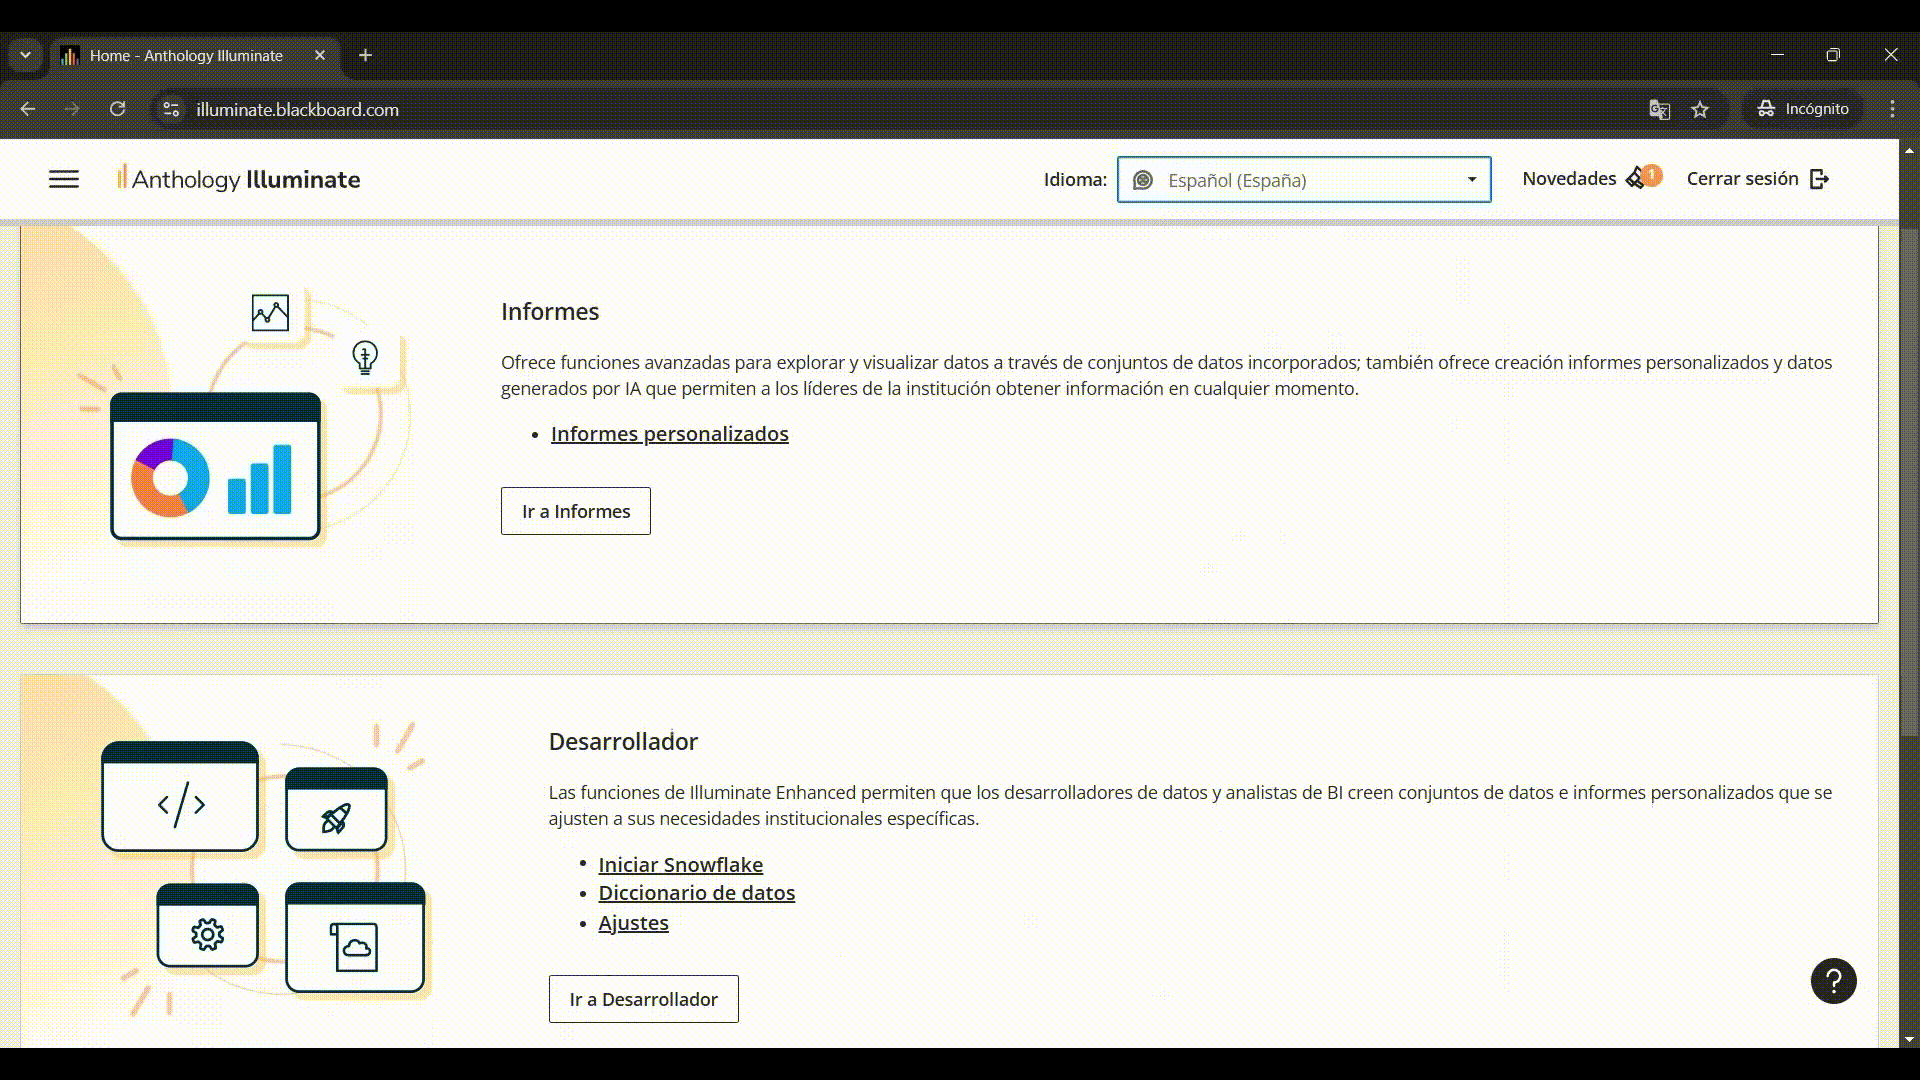 Home - Anthology Illuminate
illuminate.blackboard.com
Incógnito
Anthology Illuminate
Idioma:
Español (España)
Novedades
1
Cerrar sesión
Informes
Ofrece funciones avanzadas para explorar y visualizar datos a través de conjuntos de datos incorporados; también ofrece creación informes personalizados y datos
generados por IA que permiten a los líderes de la institución obtener información en cualquier momento.
• Informes personalizados
Ir a Informes
</>
Desarrollador
Las funciones de Illuminate Enhanced permiten que los desarrolladores de datos y analistas de BI creen conjuntos de datos e informes personalizados que se
ajusten a sus necesidades institucionales específicas.
• Iniciar Snowflake
• Diccionario de datos
• Ajustes
Ir a Desarrollador
?